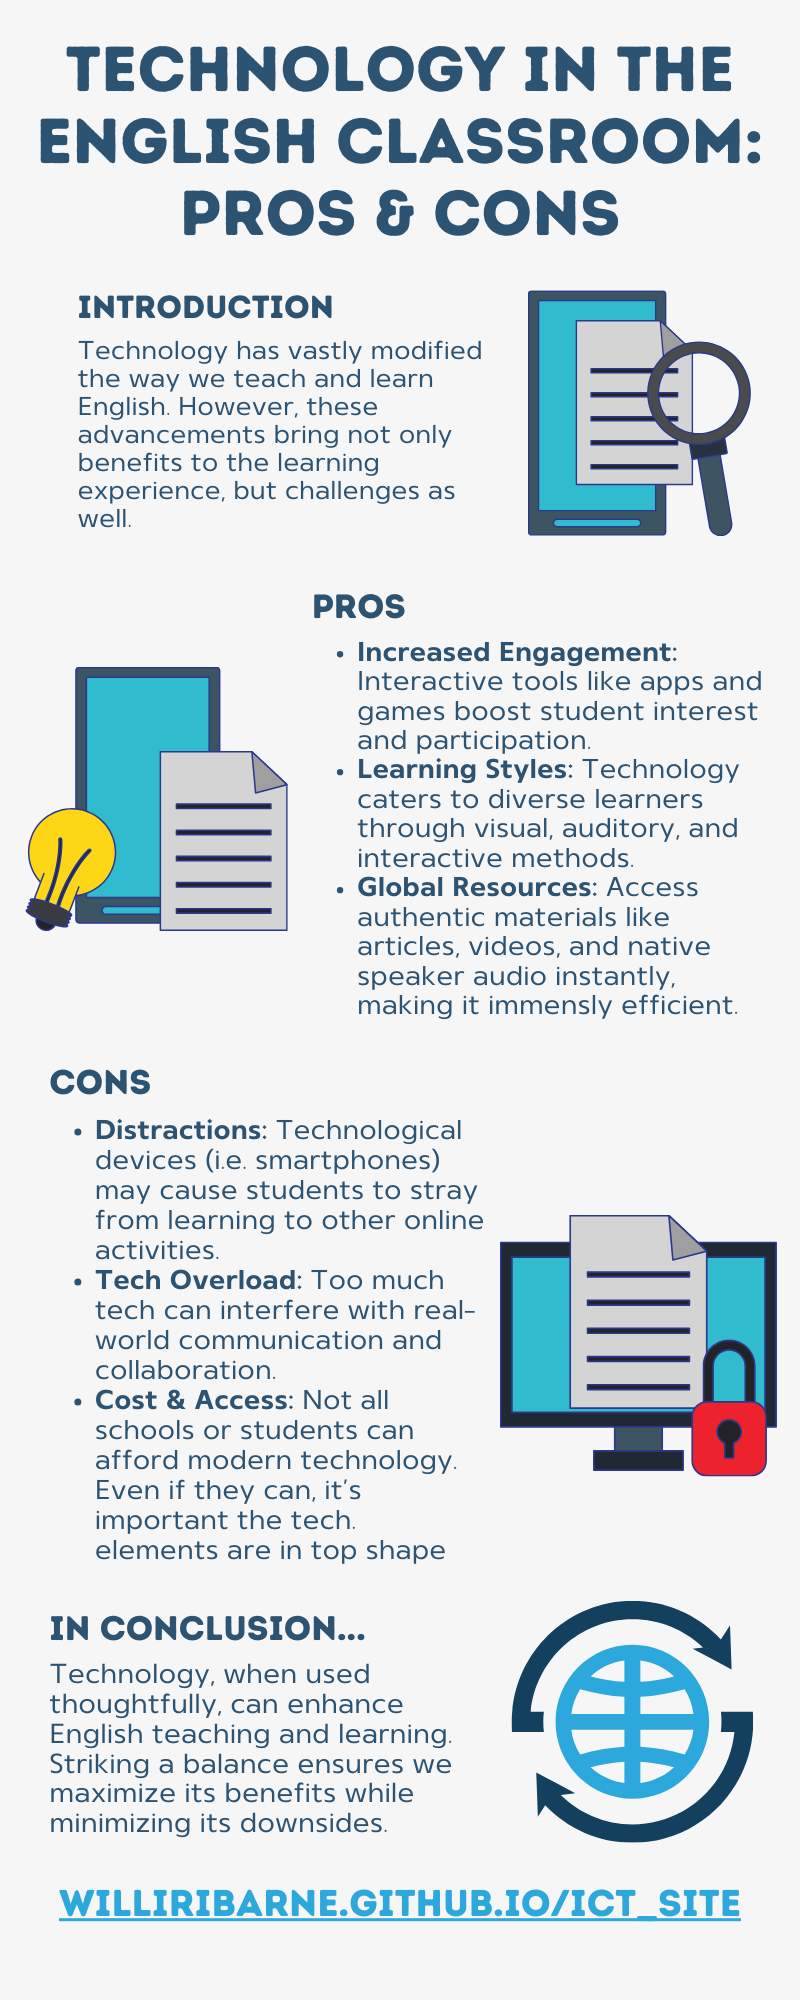 TECHNOLOGY IN THE
ENGLISH CLASSROOM:
PROS & CONS
INTRODUCTION
Technology has vastly modified
the way we teach and learn
English. However, these
advancements bring not only
benefits to the learning
experience, but challenges as
well.
PROS
• Increased Engagement:
Interactive tools like apps and
games boost student interest
and participation.
• Learning Styles: Technology
caters to diverse learners
through visual, auditory, and
interactive methods.
• Global Resources: Access
authentic materials like
articles, videos, and native
speaker audio instantly,
making it immensly efficient.
CONS
• Distractions: Technological
devices (i.e. smartphones)
may cause students to stray
from learning to other online
activities.
• Tech Overload: Too much
tech can interfere with real-
world communication and
collaboration.
• Cost & Access: Not all
schools or students can
afford modern technology.
Even if they can, it's
important the tech.
elements are in top shape
IN CONCLUSION...
Technology, when used
thoughtfully, can enhance
English teaching and learning.
Striking a balance ensures we
maximize its benefits while
minimizing its downsides.
WILLIRIBARNE.GITHUB.IO/ICT_SITE